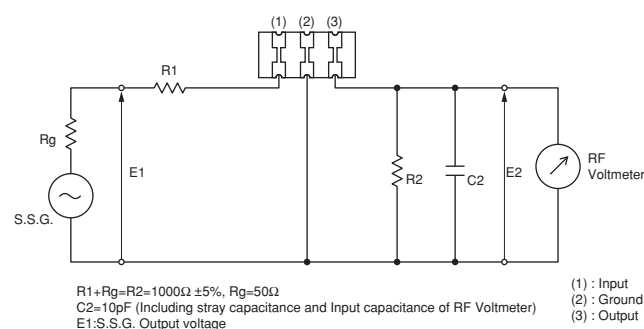 (1) (2) (3)
R1
Rg
E1
R2
C2
E2
RF
Voltmeter
S.S.G.
R1+Rg=R2=1000Ω ±5%, Rg=50Ω
C2=10pF (Including stray capacitance and Input capacitance of RF Voltmeter)
E1:S.S.G. Output voltage
(1) : Input
(2) : Ground
(3) : Output